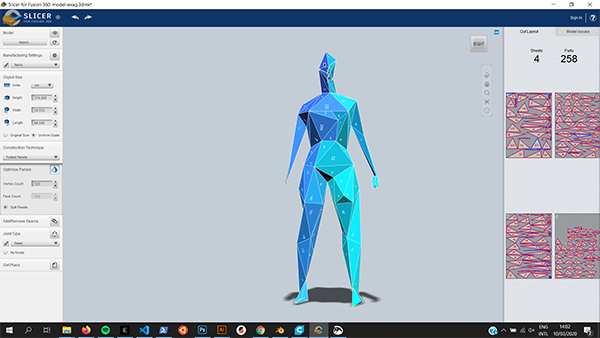 Slicer for Fusion 360: model-exag.3dmk*
SLICER
FOR FUSION 360
Sign in
Model
Import...
Manufacturing Settings
Object Size
Units
cm
Height
Width
Length
Original Size
Uniform Scale
Construction Technique
Folded Panels
Optimize Panels
Vertex Count
Face Count
Split Panels
Add/Remove Seams
Joint Type
Perforate
Get Plans
RIGHT
Cut Layout
Model Issues
Sheets
Parts
4
258
ENG
INTL
14:02
10/03/2020